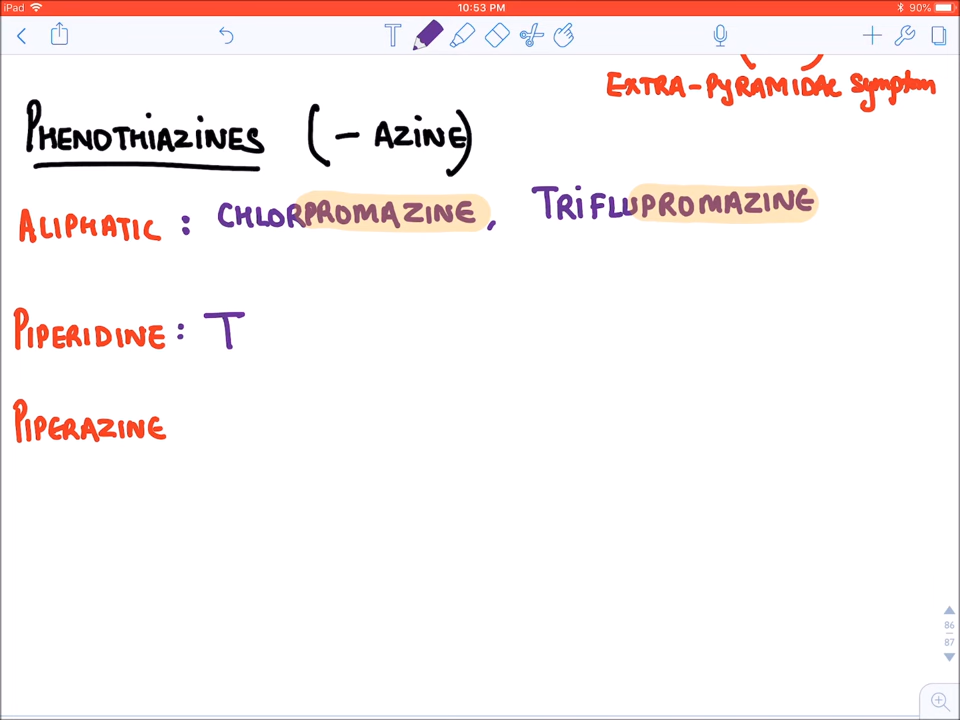 iPad 10:53 PM 90%
T
EXTRA-PYRAMIDAL Symptom
PHENOTHIAZINES (- AZINE)
ALIPHATIC : CHLORPROMAZINE, TRIFLUPROMAZINE
PIPERIDINE : T
PIPERAZINE
86
87